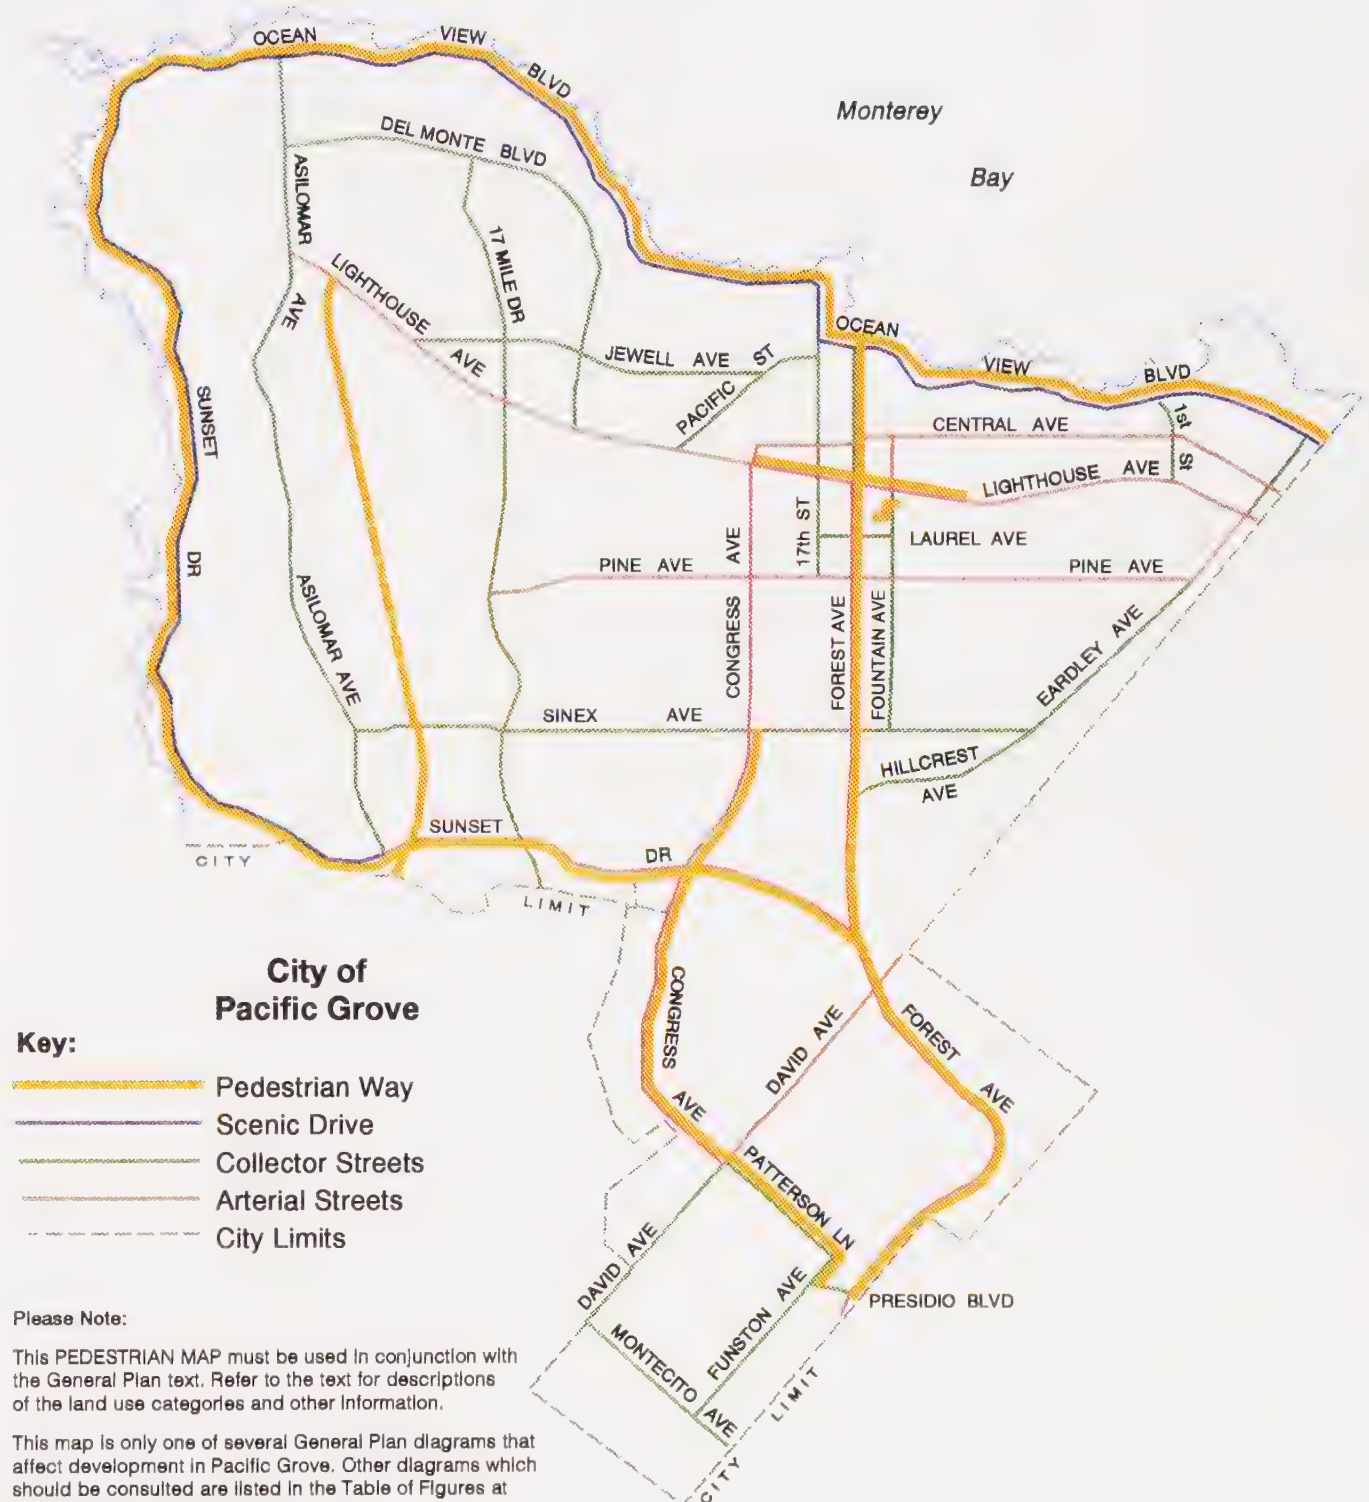 OCEAN VIEW BLVD
Monterey
Bay
DEL MONTE BLVD
ASILOMAR AVE
17 MILE DR
LIGHTHOUSE AVE
OCEAN VIEW BLVD
JEWELL AVE
PACIFIC ST
SUNSET DR
CENTRAL AVE
1st St
LIGHTHOUSE AVE
17th ST
LAUREL AVE
PINE AVE
PINE AVE
ASILOMAR AVE
CONGRESS AVE
FOREST AVE
FOUNTAIN AVE
EARDLEY AVE
SINEX AVE
HILLCREST AVE
SUNSET DR
CITY LIMIT
CONGRESS AVE
DAVID AVE
FOREST AVE
PATTERSON LN
DAVID AVE
FUNSTON AVE
PRESIDIO BLVD
MONTECITO AVE
CITY LIMIT
City of
Pacific Grove
Key:
Pedestrian Way
Scenic Drive
Collector Streets
Arterial Streets
City Limits
Please Note:
This PEDESTRIAN MAP must be used in conjunction with
the General Plan text. Refer to the text for descriptions
of the land use categories and other information.
This map is only one of several General Plan diagrams that
affect development in Pacific Grove. Other diagrams which
should be consulted are listed in the Table of Figures at